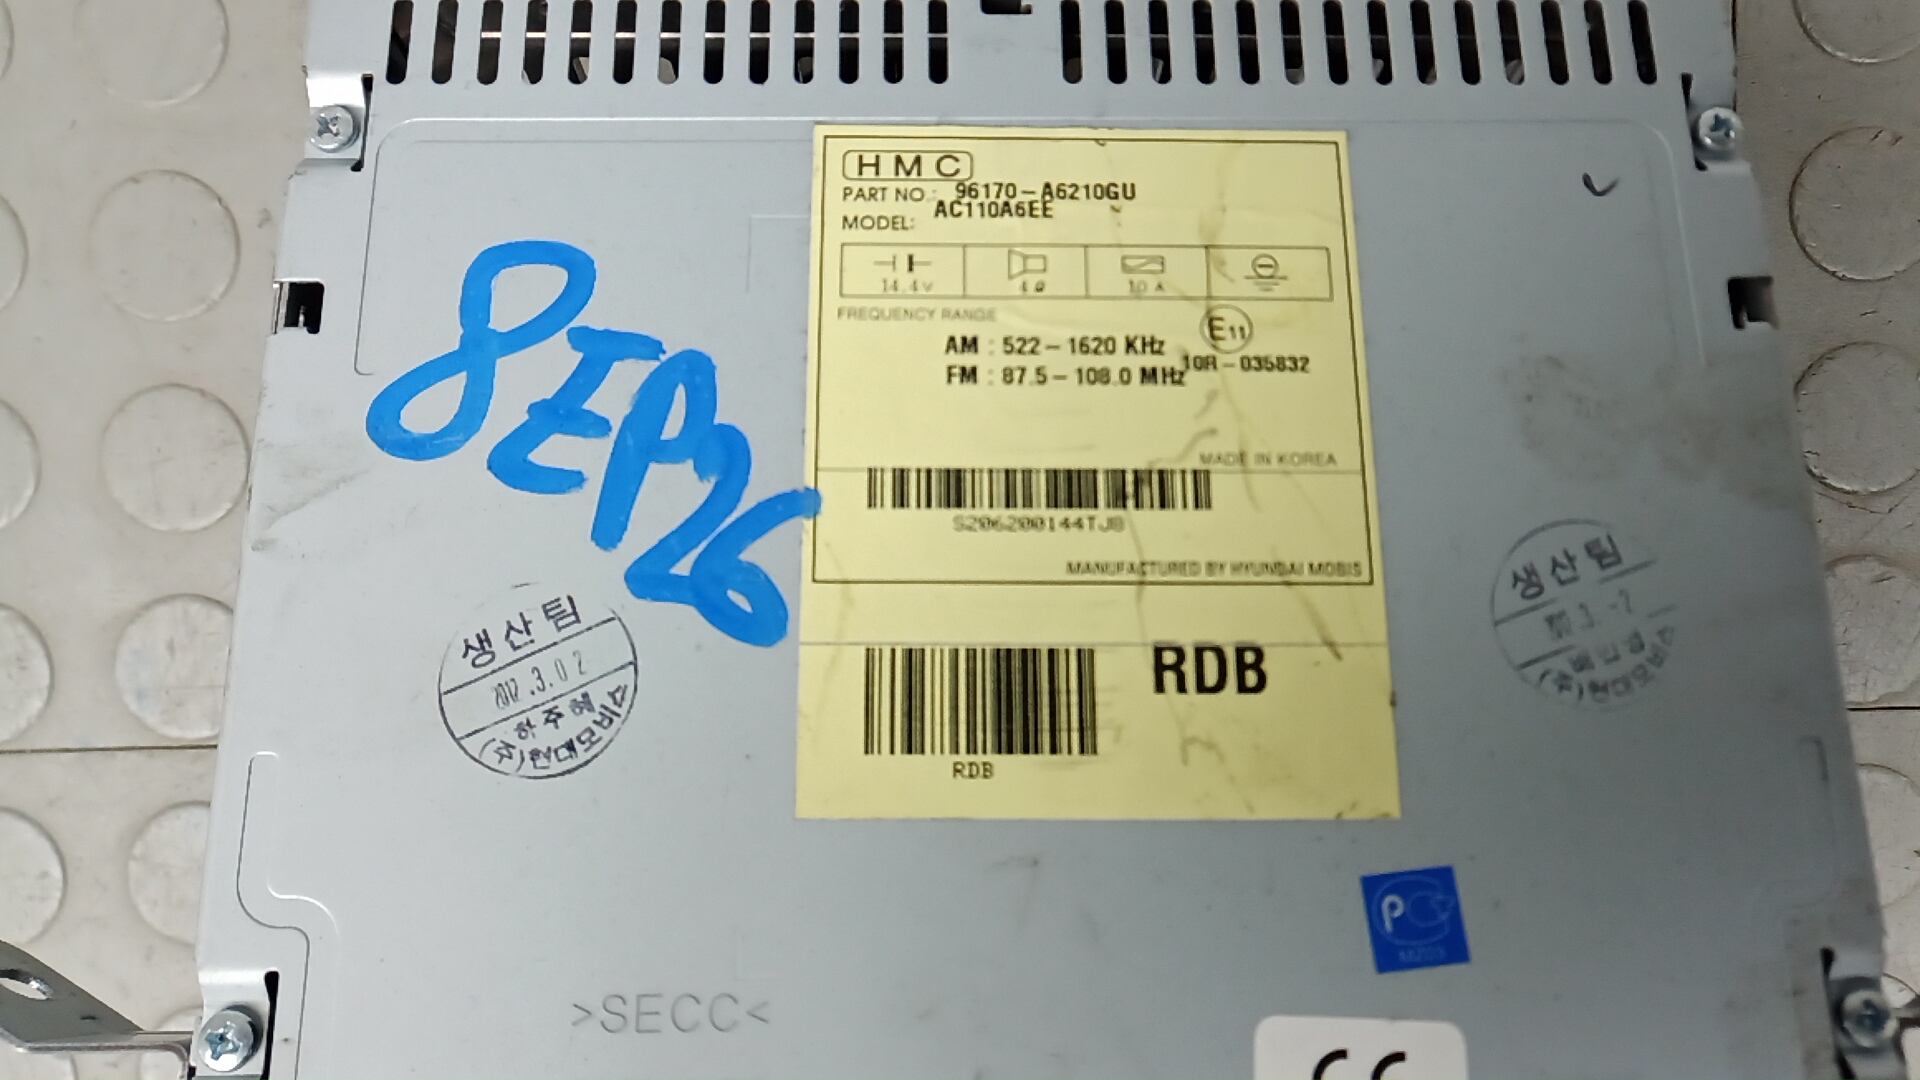 HMC
PART NO.: 96170-A6210GU
MODEL: AC110A6EE
14.4V 4Ω 10 A
FREQUENCY RANGE
E11
AM : 522-1620 KHz
FM : 87.5-108.0 MHz
10R-035832
MADE IN KOREA
S206200144TJ8
MANUFACTURED BY HYUNDAI MOBIS
RDB
RDB
8EP26
생산팀
2012.3.02
하주혜
(주)현대모비스
생산팀
(주)현대모비스
>SECC<
CE